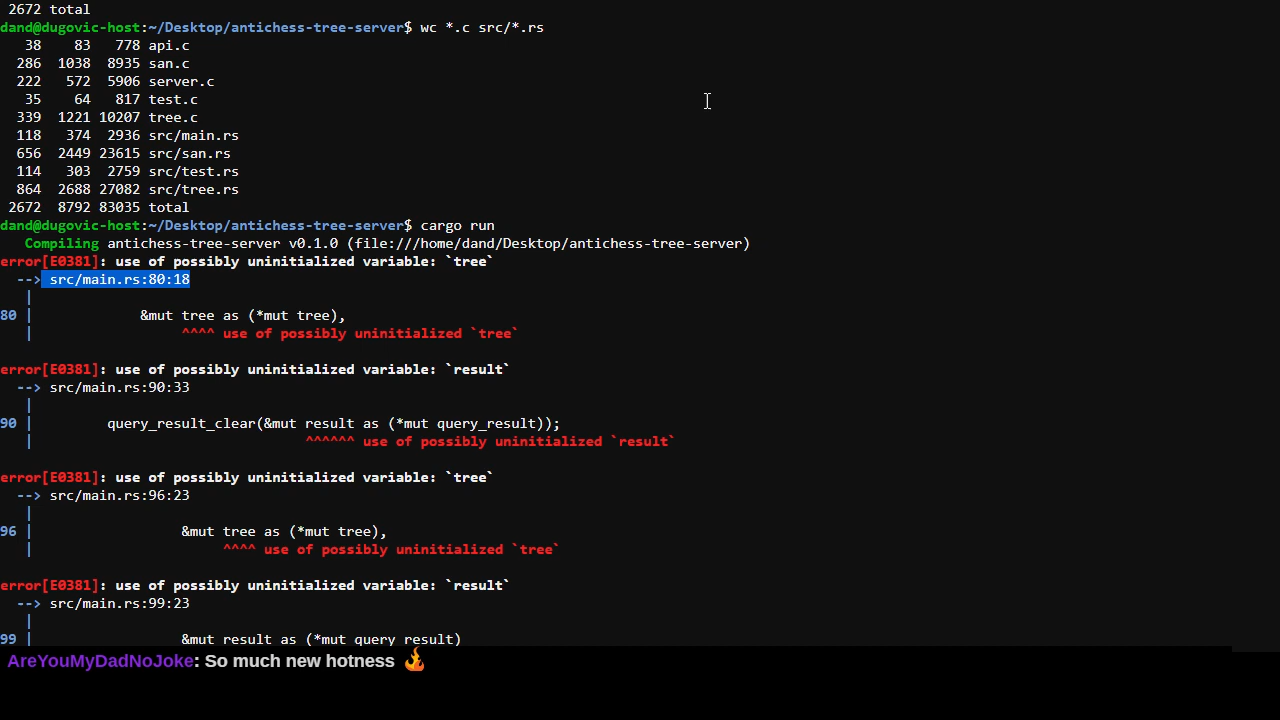 2672 total
dand@dugovic-host:~/Desktop/antichess-tree-server$ wc *.c src/*.rs
38 83 778 api.c
286 1038 8935 san.c
222 572 5906 server.c
35 64 817 test.c
339 1221 10207 tree.c
118 374 2936 src/main.rs
656 2449 23615 src/san.rs
114 303 2759 src/test.rs
864 2688 27082 src/tree.rs
2672 8792 83035 total
dand@dugovic-host:~/Desktop/antichess-tree-server$ cargo run
Compiling antichess-tree-server v0.1.0 (file:///home/dand/Desktop/antichess-tree-server)
error[E0381]: use of possibly uninitialized variable: `tree`
--> src/main.rs:80:18
|
80 | &mut tree as (*mut tree),
| ^^^^ use of possibly uninitialized `tree`
error[E0381]: use of possibly uninitialized variable: `result`
--> src/main.rs:90:33
|
90 | query_result_clear(&mut result as (*mut query_result));
| ^^^^^^ use of possibly uninitialized `result`
error[E0381]: use of possibly uninitialized variable: `tree`
--> src/main.rs:96:23
|
96 | &mut tree as (*mut tree),
| ^^^^ use of possibly uninitialized `tree`
error[E0381]: use of possibly uninitialized variable: `result`
--> src/main.rs:99:23
|
99 | &mut result as (*mut query_result)
AreYouMyDadNoJoke: So much new hotness 🔥